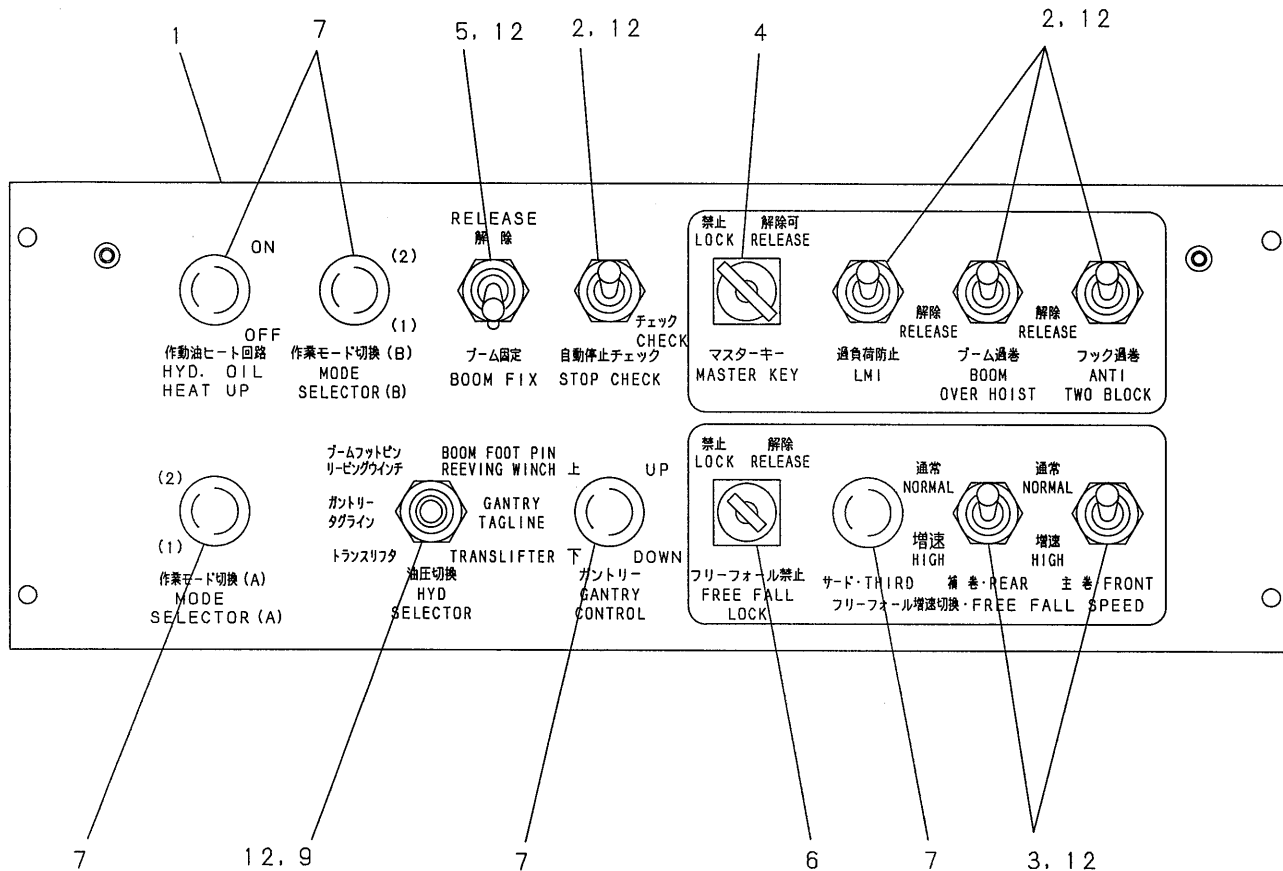 1
7
5, 12
2, 12
4
2, 12
ON
OFF
作動油ヒート回路
HYD. OIL
HEAT UP
(2)
(1)
作業モード切換 (B)
MODE
SELECTOR (B)
RELEASE
解 除
ブーム固定
BOOM FIX
チェック
CHECK
自動停止チェック
STOP CHECK
禁止 解除可
LOCK RELEASE
マスターキー
MASTER KEY
過負荷防止
LMI
解除
RELEASE
ブーム過巻
BOOM
OVER HOIST
解除
RELEASE
フック過巻
ANTI
TWO BLOCK
(2)
(1)
作業モード切換 (A)
MODE
SELECTOR (A)
ブームフットピン
リービングウインチ
BOOM FOOT PIN
REEVING WINCH
ガントリー
タグライン
GANTRY
TAGLINE
トランスリフタ
TRANSLIFTER
油圧切換
HYD
SELECTOR
上 UP
下 DOWN
ガントリー
GANTRY
CONTROL
禁止 解除
LOCK RELEASE
フリーフォール禁止
FREE FALL
LOCK
通常
NORMAL
増速
HIGH
通常
NORMAL
増速
HIGH
サード・THIRD 補 巻・REAR 主 巻・FRONT
フリーフォール増速切換・FREE FALL SPEED
7
12, 9
7
6
7
3, 12